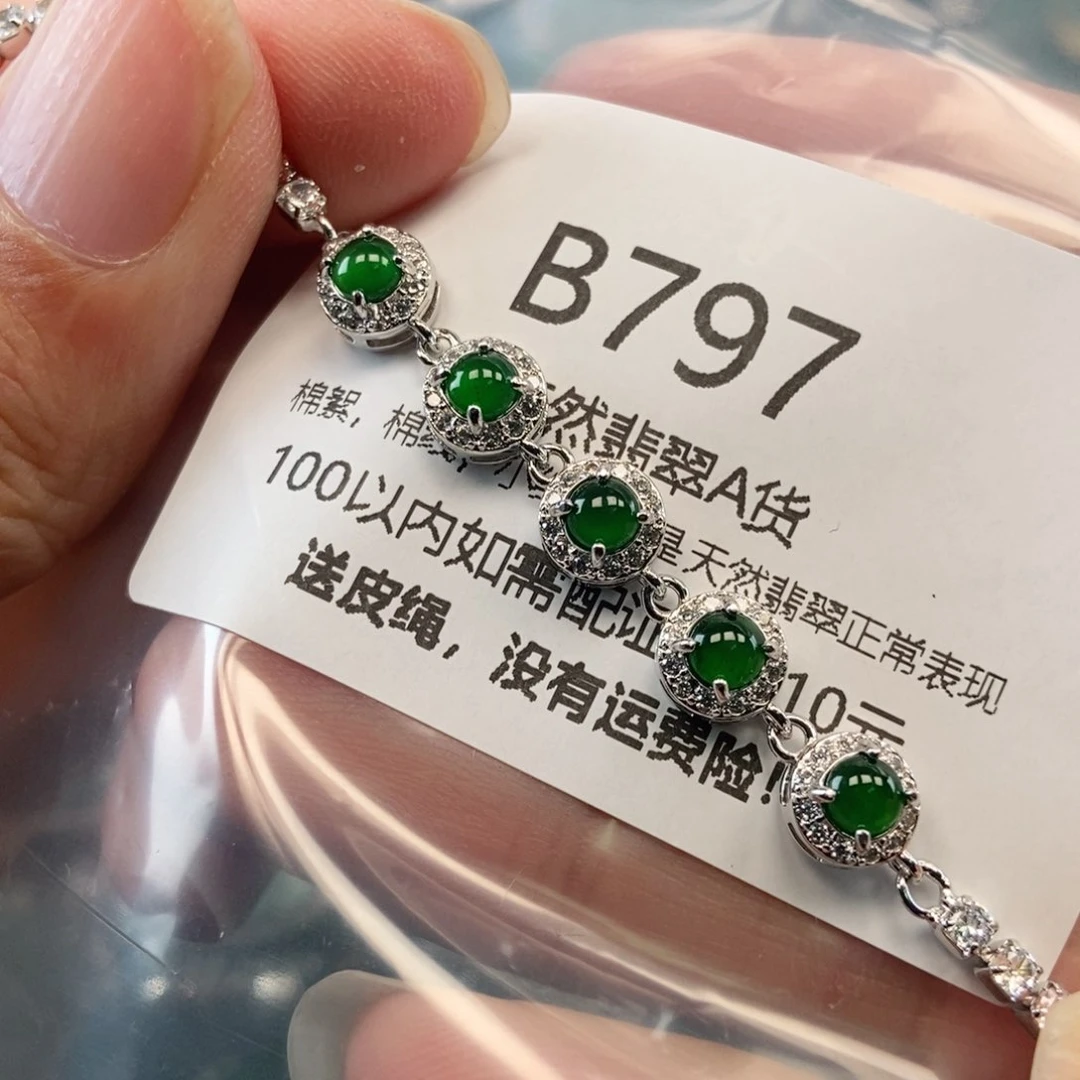 B797
然翡翠A货
棉絮，棉 是天然翡翠正常表现
100以内如需配证 10元
送皮绳，没有运费险！